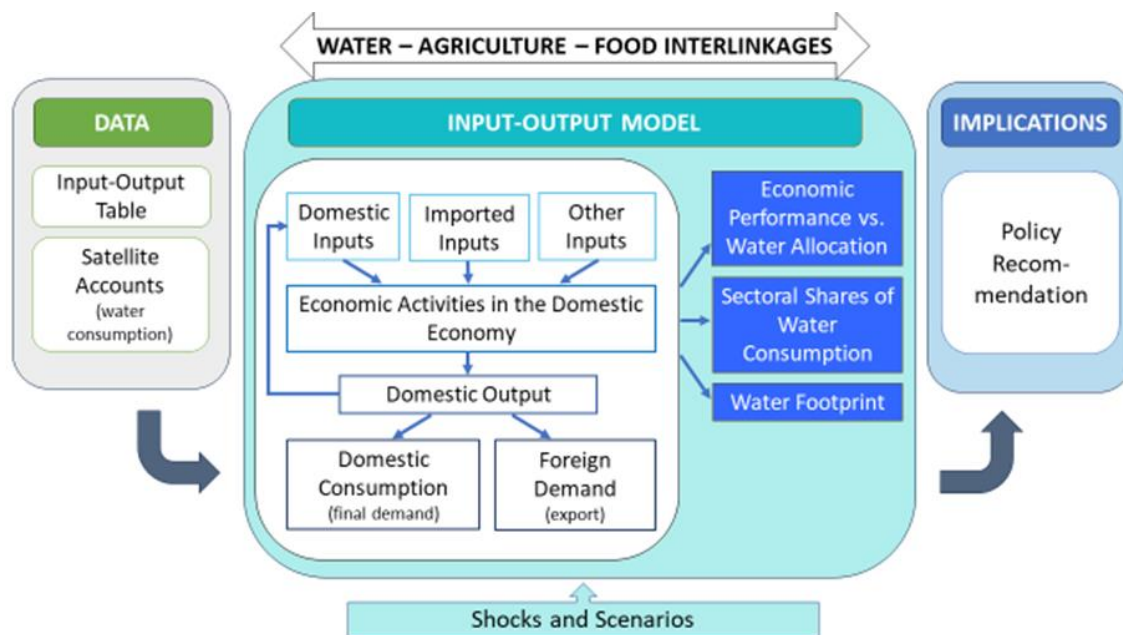 WATER – AGRICULTURE – FOOD INTERLINKAGES
DATA
Input-Output
Table
Satellite
Accounts
(water
consumption)
INPUT-OUTPUT MODEL
Domestic
Inputs
Imported
Inputs
Other
Inputs
Economic Activities in the Domestic
Economy
Domestic Output
Domestic
Consumption
(final demand)
Foreign
Demand
(export)
Economic
Performance vs.
Water Allocation
Sectoral Shares of
Water
Consumption
Water Footprint
IMPLICATIONS
Policy
Recom-
mendation
Shocks and Scenarios